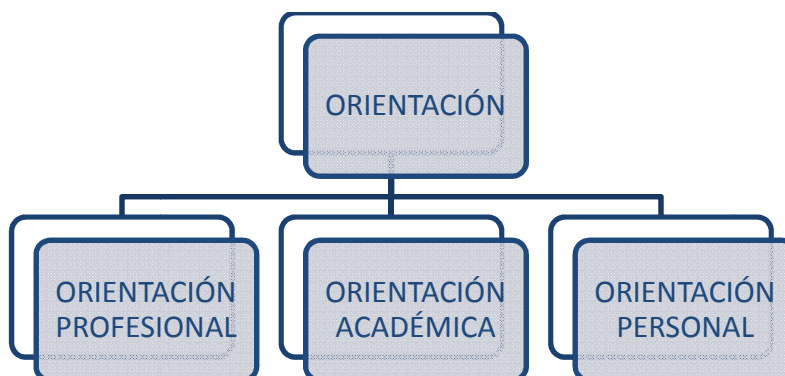 ORIENTACIÓN
ORIENTACIÓN
PROFESIONAL
ORIENTACIÓN
ACADÉMICA
ORIENTACIÓN
PERSONAL